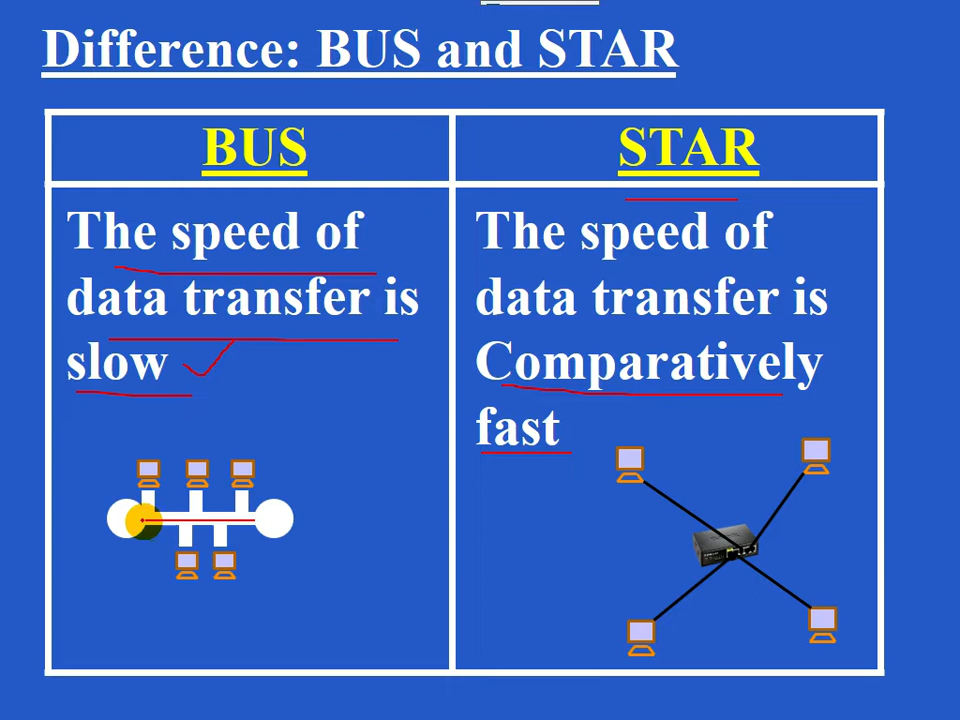 Difference: BUS and STAR
BUS
STAR
The speed of
data transfer is
slow
The speed of
data transfer is
Comparatively
fast